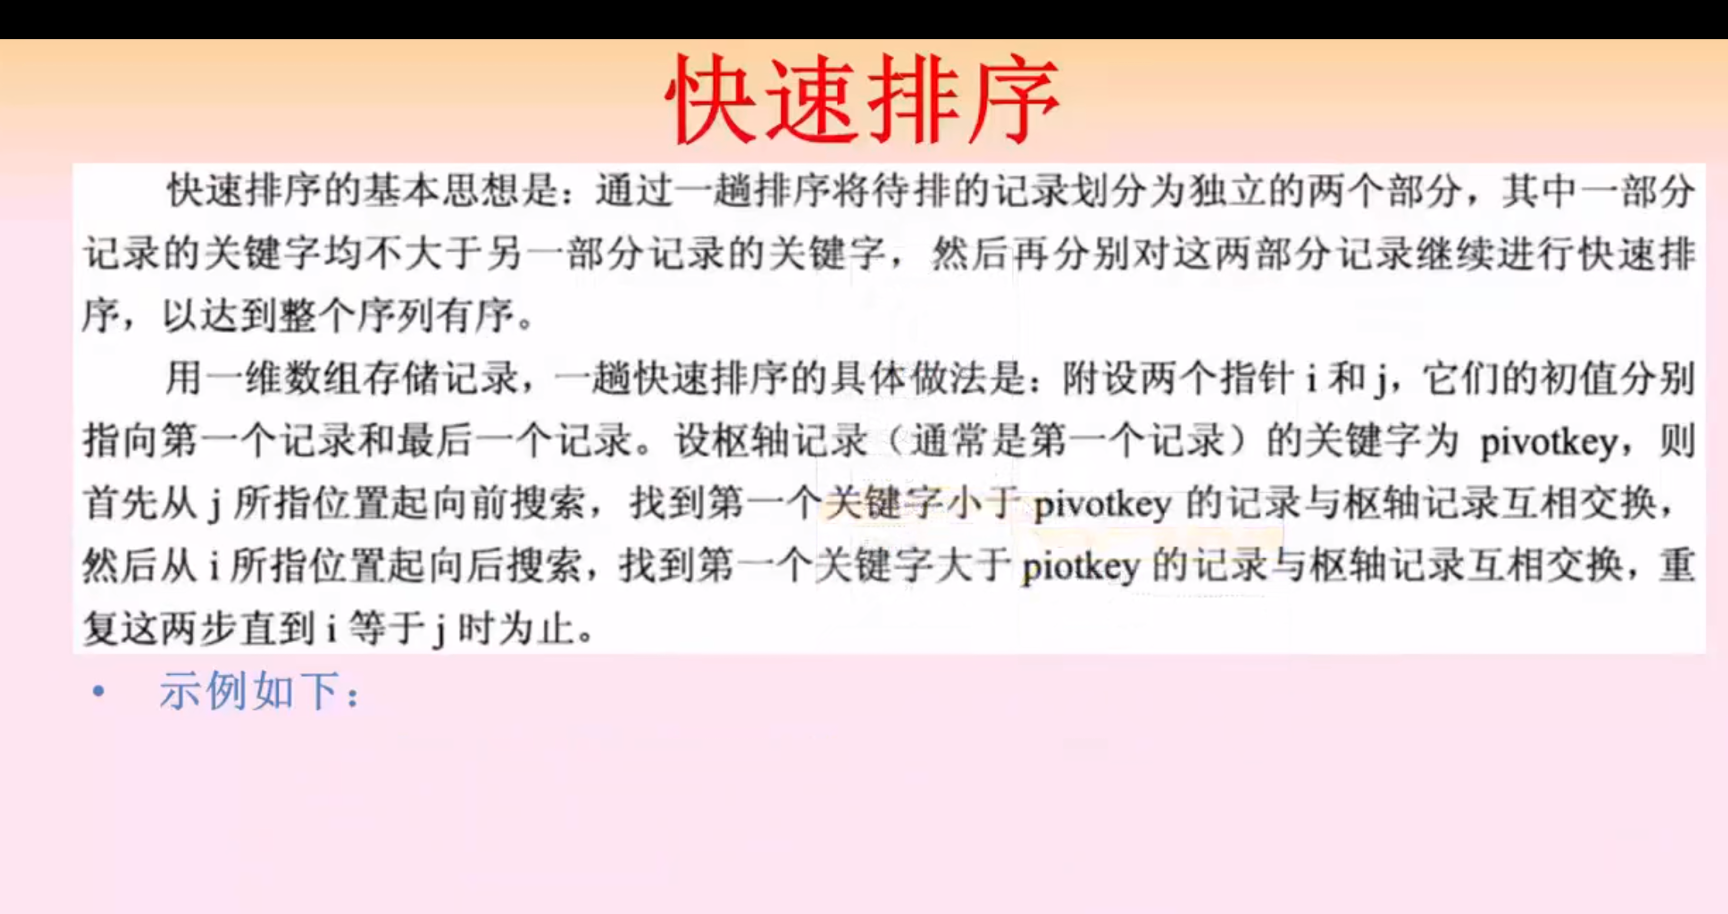 快速排序
快速排序的基本思想是：通过一趟排序将待排的记录划分为独立的两个部分，其中一部分
记录的关键字均不大于另一部分记录的关键字，然后再分别对这两部分记录继续进行快速排
序，以达到整个序列有序。
用一维数组存储记录，一趟快速排序的具体做法是：附设两个指针 i 和 j，它们的初值分别
指向第一个记录和最后一个记录。设枢轴记录（通常是第一个记录）的关键字为 pivotkey，则
首先从 j 所指位置起向前搜索，找到第一个关键字小于 pivotkey 的记录与枢轴记录互相交换，
然后从 i 所指位置起向后搜索，找到第一个关键字大于 piotkey 的记录与枢轴记录互相交换，重
复这两步直到 i 等于 j 时为止。
• 示例如下：